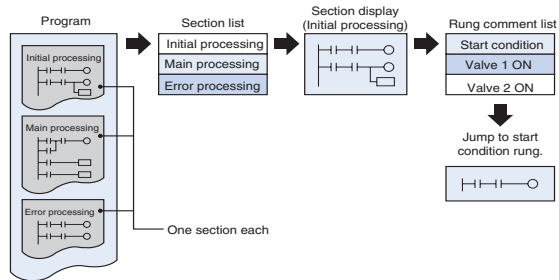 Program
Initial processing
Main processing
Error processing
One section each
Section list
Initial processing
Main processing
Error processing
Section display
(Initial processing)
Rung comment list
Start condition
Valve 1 ON
Valve 2 ON
Jump to start
condition rung.